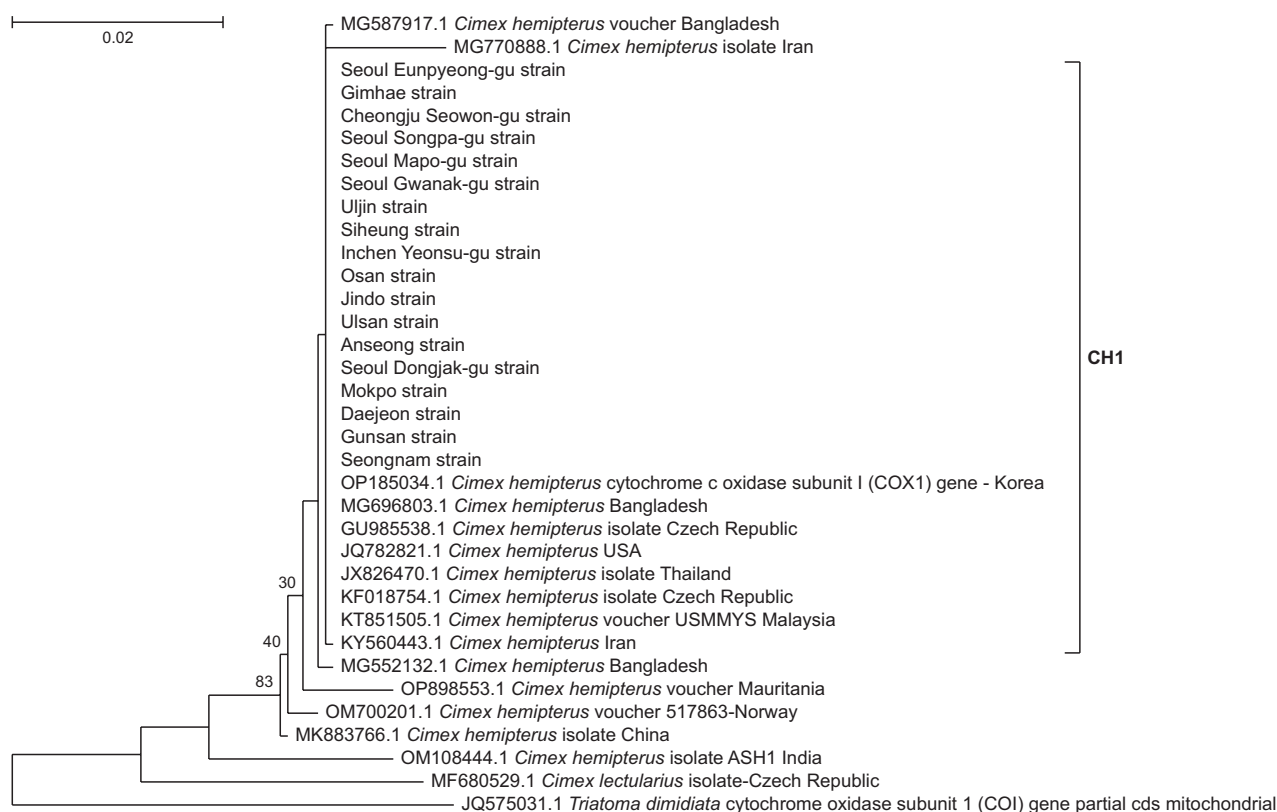 MG587917.1 Cimex hemipterus voucher Bangladesh
0.02
MG770888.1 Cimex hemipterus isolate Iran
Seoul Eunpyeong-gu strain
Gimhae strain
Cheongju Seowon-gu strain
Seoul Songpa-gu strain
Seoul Mapo-gu strain
Seoul Gwanak-gu strain
Uljin strain
Siheung strain
Inchen Yeonsu-gu strain
Osan strain
Jindo strain
Ulsan strain
Anseong strain
CH1
Seoul Dongjak-gu strain
Mokpo strain
Daejeon strain
Gunsan strain
Seongnam strain
OP185034.1 Cimex hemipterus cytochrome c oxidase subunit I (COX1) gene - Korea
MG696803.1 Cimex hemipterus Bangladesh
GU985538.1 Cimex hemipterus isolate Czech Republic
JQ782821.1 Cimex hemipterus USA
JX826470.1 Cimex hemipterus isolate Thailand
30
KF018754.1 Cimex hemipterus isolate Czech Republic
KT851505.1 Cimex hemipterus voucher USMMYS Malaysia
40
KY560443.1 Cimex hemipterus Iran
MG552132.1 Cimex hemipterus Bangladesh
83
OP898553.1 Cimex hemipterus voucher Mauritania
OM700201.1 Cimex hemipterus voucher 517863-Norway
MK883766.1 Cimex hemipterus isolate China
OM108444.1 Cimex hemipterus isolate ASH1 India
MF680529.1 Cimex lectularius isolate-Czech Republic
JQ575031.1 Triatoma dimidiata cytochrome oxidase subunit 1 (COI) gene partial cds mitochondrial